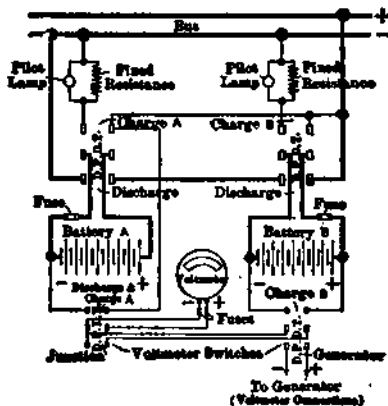 +
Bus
−
Pilot
Lamp
Fixed
Resistance
Pilot
Lamp
Fixed
Resistance
Charge A
Charge B
D.P.D.T.
D.P.D.T.
Discharge
Discharge
Fuse
Fuse
Battery A
Battery B
− +
− +
Voltmeter
− +
Discharge &
Charge A
Charge B
Fuses
D.P.D.T.
D.P.D.T.
Junction
Voltmeter Switches
Generator
− +
To Generator
(Voltmeter Connections)